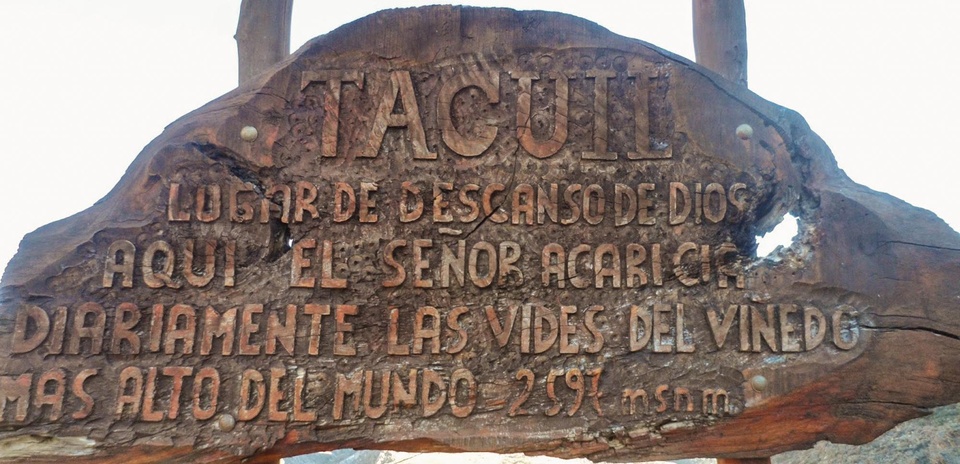 TACUIL
LUGAR DE DESCANSO DE DIOS
AQUI EL SEÑOR ACARICIA
DIARIAMENTE LAS VIDES DEL VINEDO
MAS ALTO DEL MUNDO - 2597 msnm